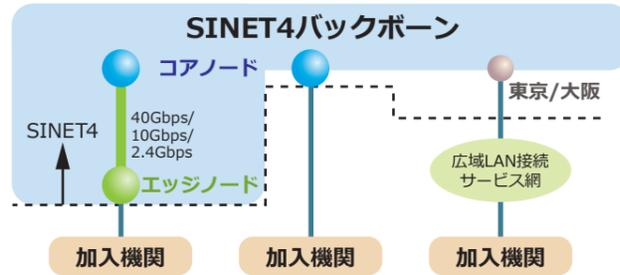 SINET4バックボーン
コアノード
東京/大阪
40Gbps/
10Gbps/
2.4Gbps
SINET4
広域LAN接続
サービス網
エッジノード
加入機関
加入機関
加入機関